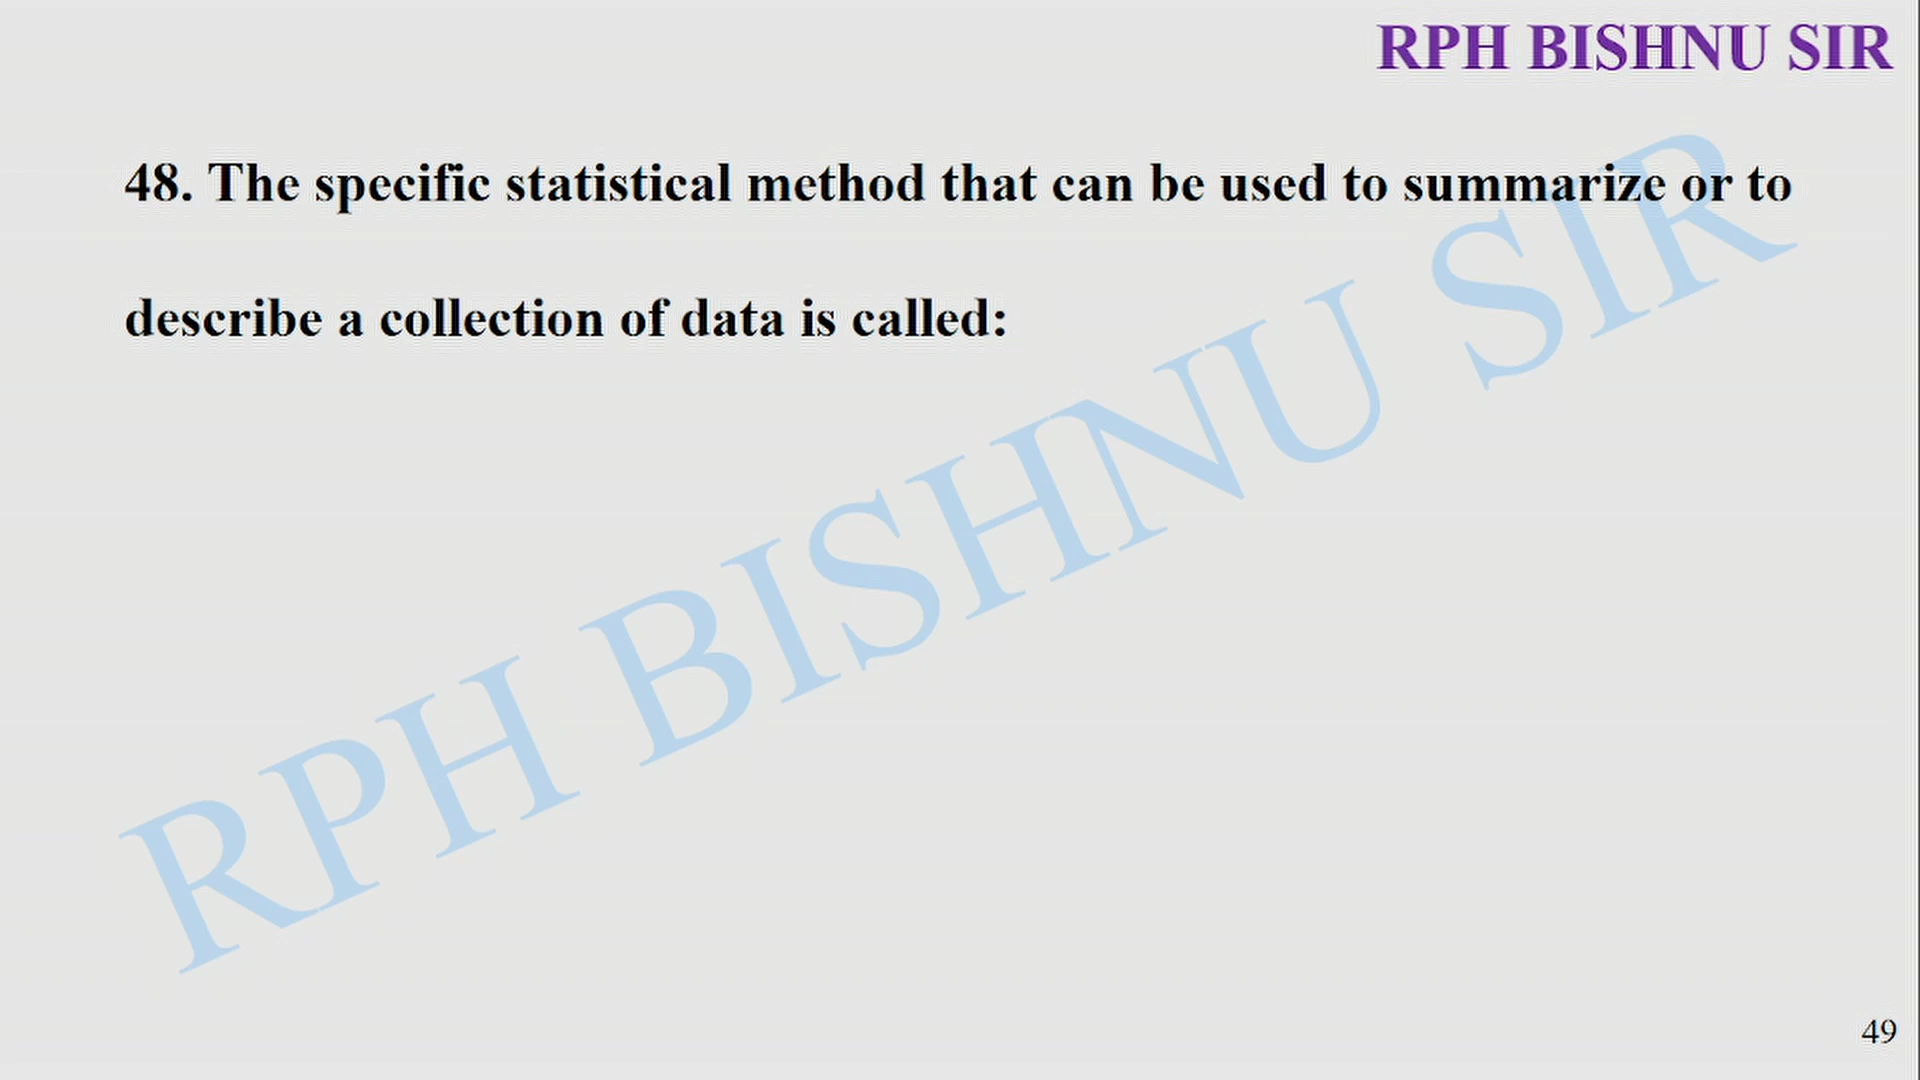 RPH BISHNU SIR
48. The specific statistical method that can be used to summarize or to
describe a collection of data is called:
RPH BISHNU SIR
49